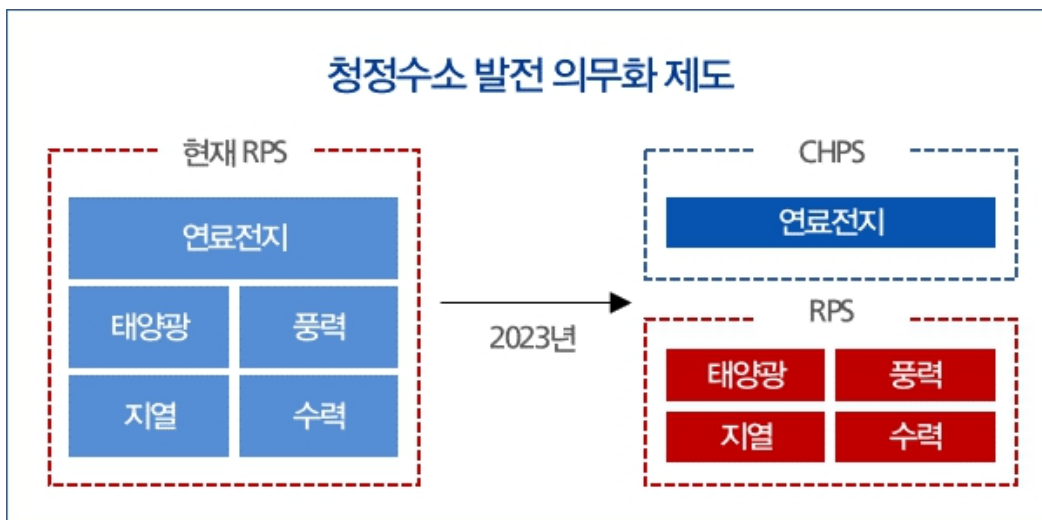 청정수소 발전 의무화 제도
현재 RPS
연료전지
태양광 풍력
지열 수력
2023년
CHPS
연료전지
RPS
태양광 풍력
지열 수력